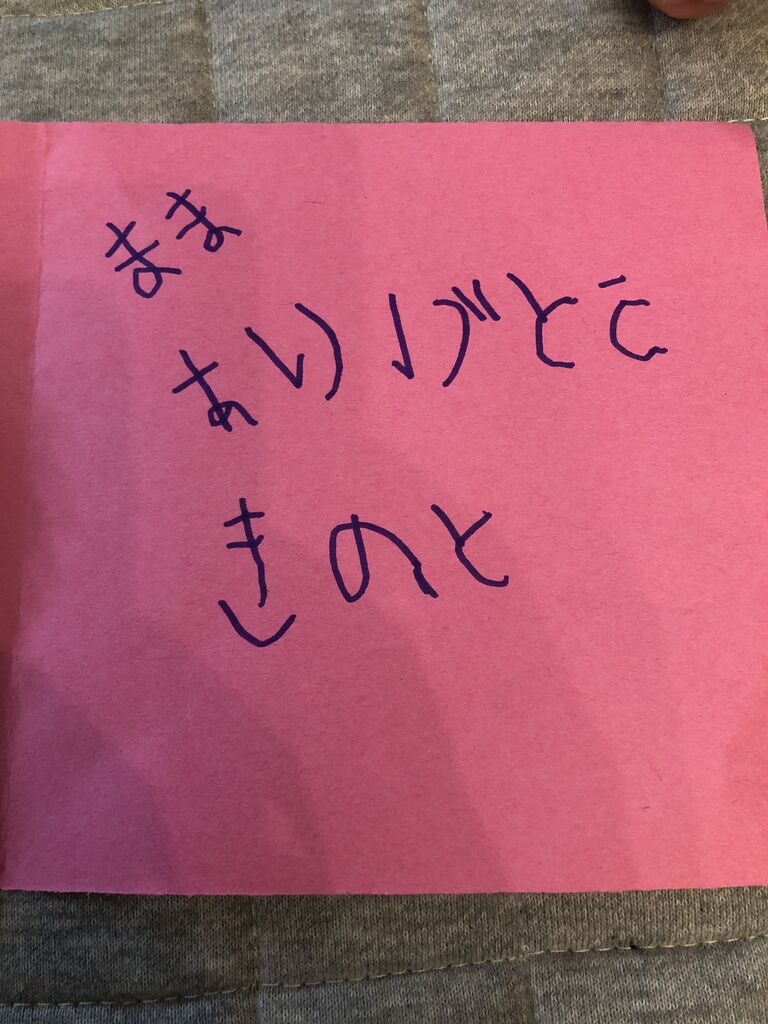 まま
ありがとう
きのと